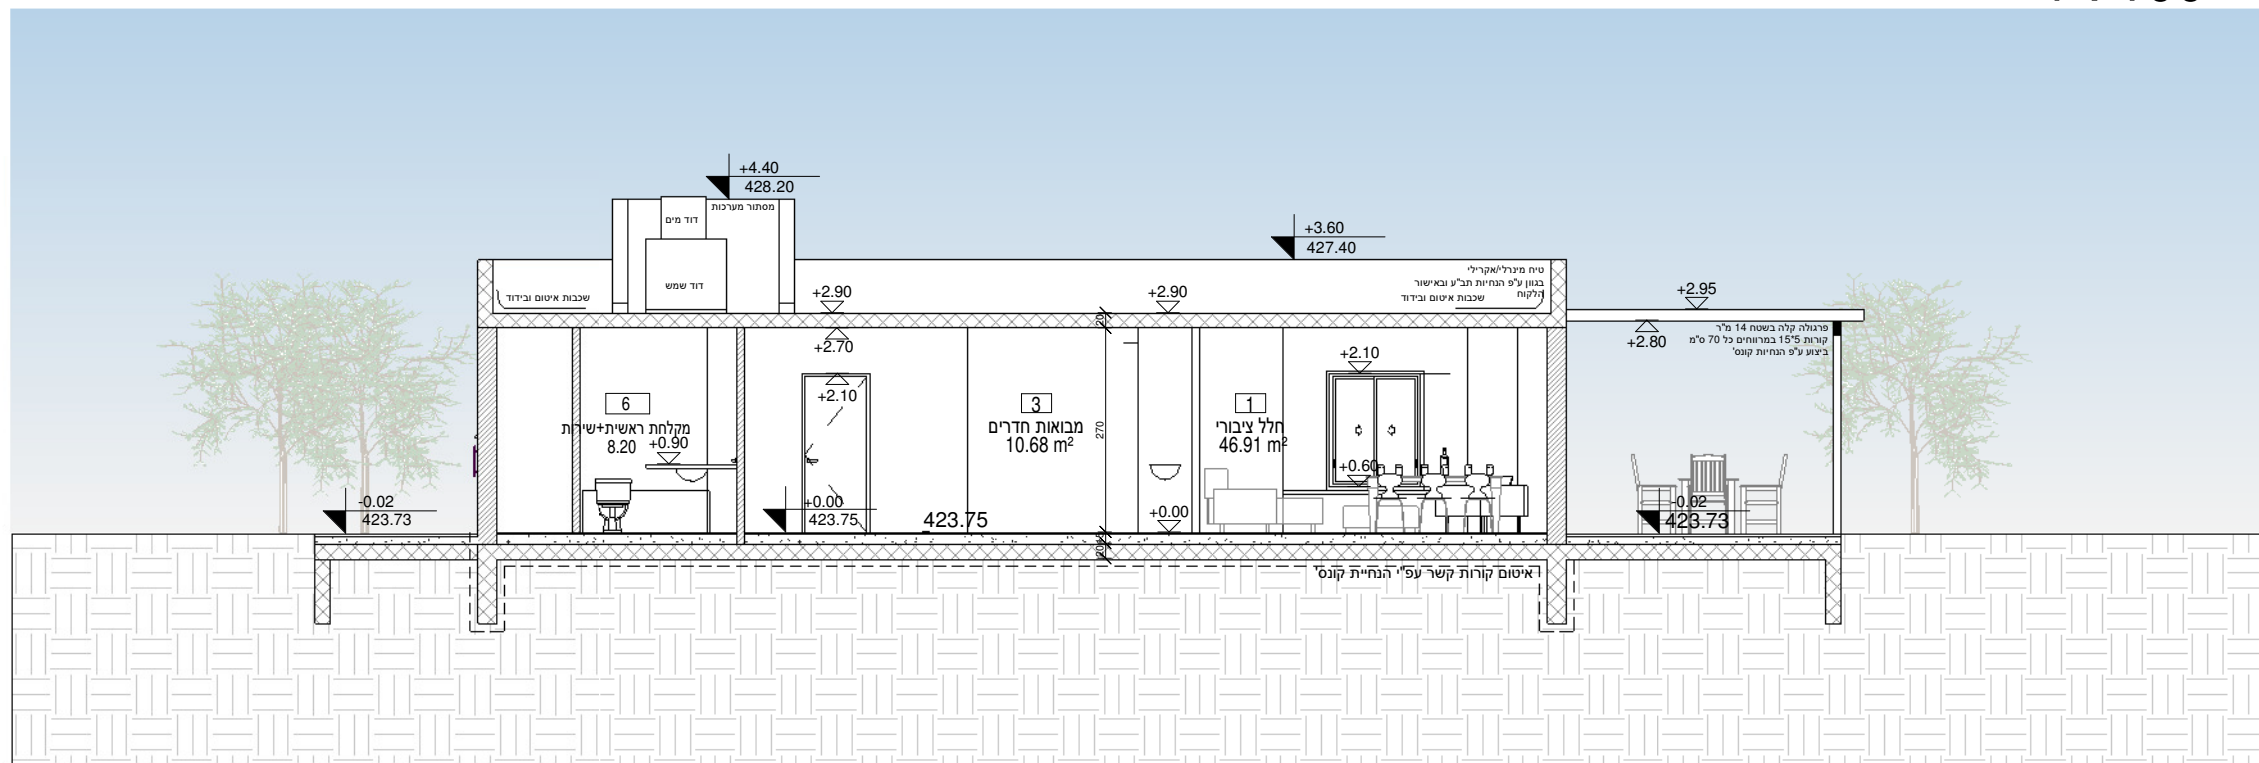 +4.40
428.20
מסתור מערכות
דוד מים
דוד שמש
+3.60
427.40
טיח מינרלי/אקרילי
בגוון ע"פ הנחיות תב"ע ובאישור
הלקוח
שכבות איטום ובידוד
שכבות איטום ובידוד
+2.90
+2.90
+2.95
20
+2.70
+2.80
פרגולה קלה בשטח 14 מ"ר
קורות 5*15 במרווחים כל 70 ס"מ
ביצוע ע"פ הנחיות קונס'
+2.10
+2.10
6
מקלחת ראשית+שירות
8.20
+0.90
3
מבואות חדרים
10.68 m²
270
1
חלל ציבורי
46.91 m²
+0.60
-0.02
423.73
+0.00
423.75
423.75
+0.00
-0.02
423.73
20
איטום קורות קשר עפ"י הנחיית קונס'